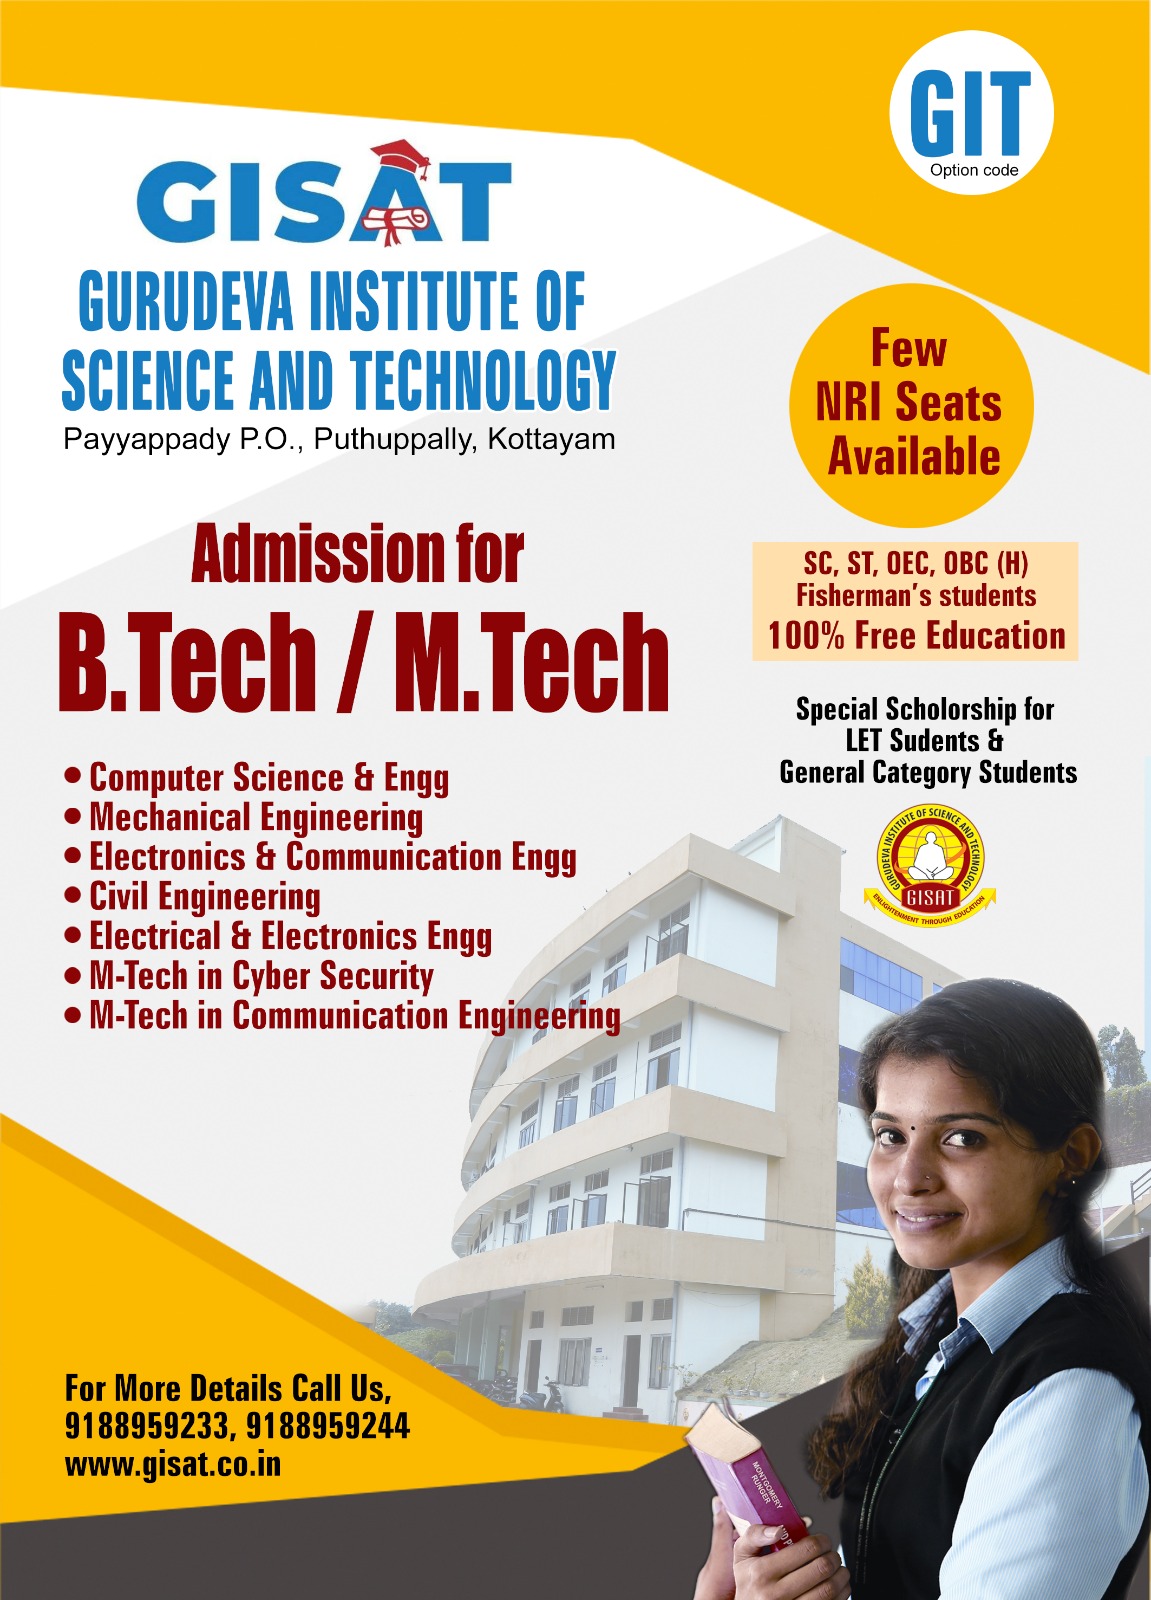 GIT
Option code
GISAT
GURUDEVA INSTITUTE OF
SCIENCE AND TECHNOLOGY
Payyappady P.O., Puthuppally, Kottayam
Few
NRI Seats
Available
Admission for
B.Tech / M.Tech
SC, ST, OEC, OBC (H)
Fisherman's students
100% Free Education
Special Scholorship for
LET Sudents &
General Category Students
• Computer Science & Engg
• Mechanical Engineering
• Electronics & Communication Engg
• Civil Engineering
• Electrical & Electronics Engg
• M-Tech in Cyber Security
• M-Tech in Communication Engineering
GURUDEVA INSTITUTE OF SCIENCE AND TECHNOLOGY
GISAT
ENLIGHTENMENT THROUGH EDUCATION
For More Details Call Us,
9188959233, 9188959244
www.gisat.co.in
MONTGOMERY
RUNGER